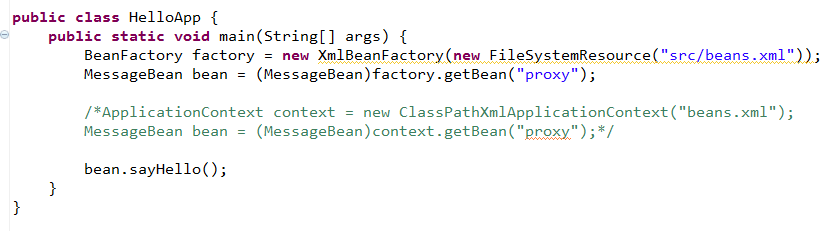 public class HelloApp {
public static void main(String[] args) {
BeanFactory factory = new XmlBeanFactory(new FileSystemResource("src/beans.xml"));
MessageBean bean = (MessageBean)factory.getBean("proxy");
/*ApplicationContext context = new ClassPathXmlApplicationContext("beans.xml");
MessageBean bean = (MessageBean)context.getBean("proxy");*/
bean.sayHello();
}
}